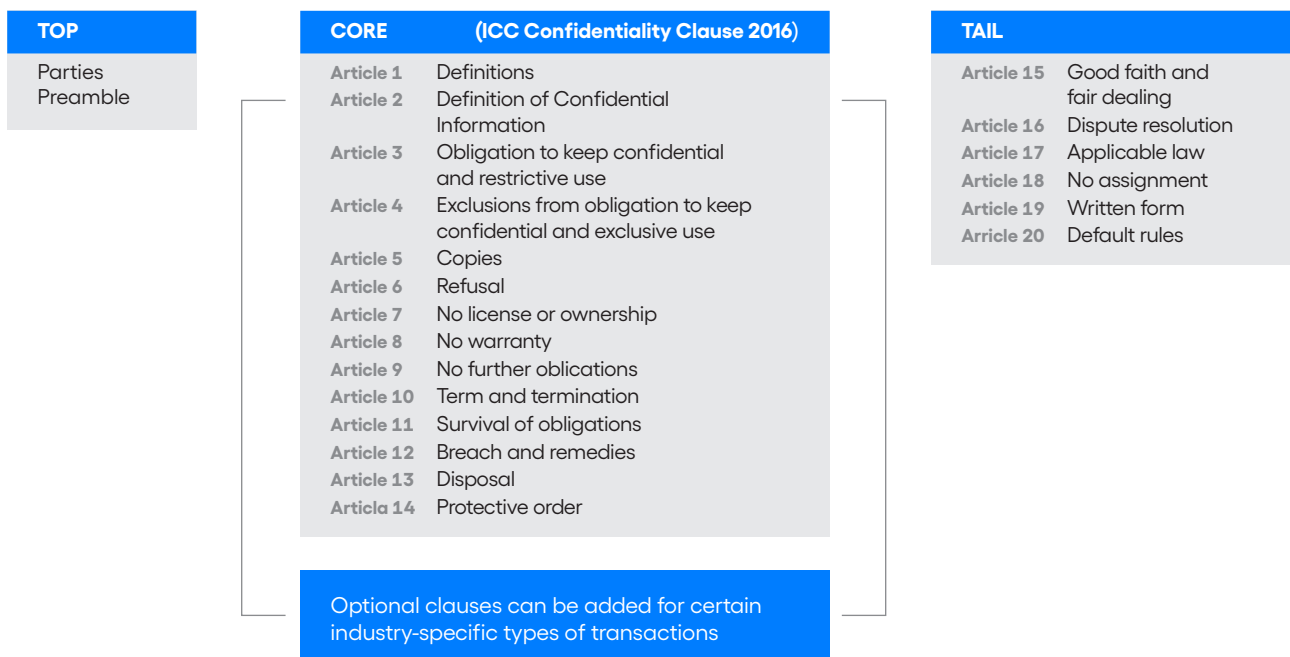 TOP
Parties
Preamble
CORE (ICC Confidentiality Clause 2016)
Article 1 Definitions
Article 2 Definition of Confidential
Information
Article 3 Obligation to keep confidential
and restrictive use
Article 4 Exclusions from obligation to keep
confidential and exclusive use
Article 5 Copies
Article 6 Refusal
Article 7 No license or ownership
Article 8 No warranty
Article 9 No further oblications
Article 10 Term and termination
Article 11 Survival of obligations
Article 12 Breach and remedies
Article 13 Disposal
Articla 14 Protective order
Optional clauses can be added for certain
industry-specific types of transactions
TAIL
Article 15 Good faith and
fair dealing
Article 16 Dispute resolution
Article 17 Applicable law
Article 18 No assignment
Article 19 Written form
Arricle 20 Default rules